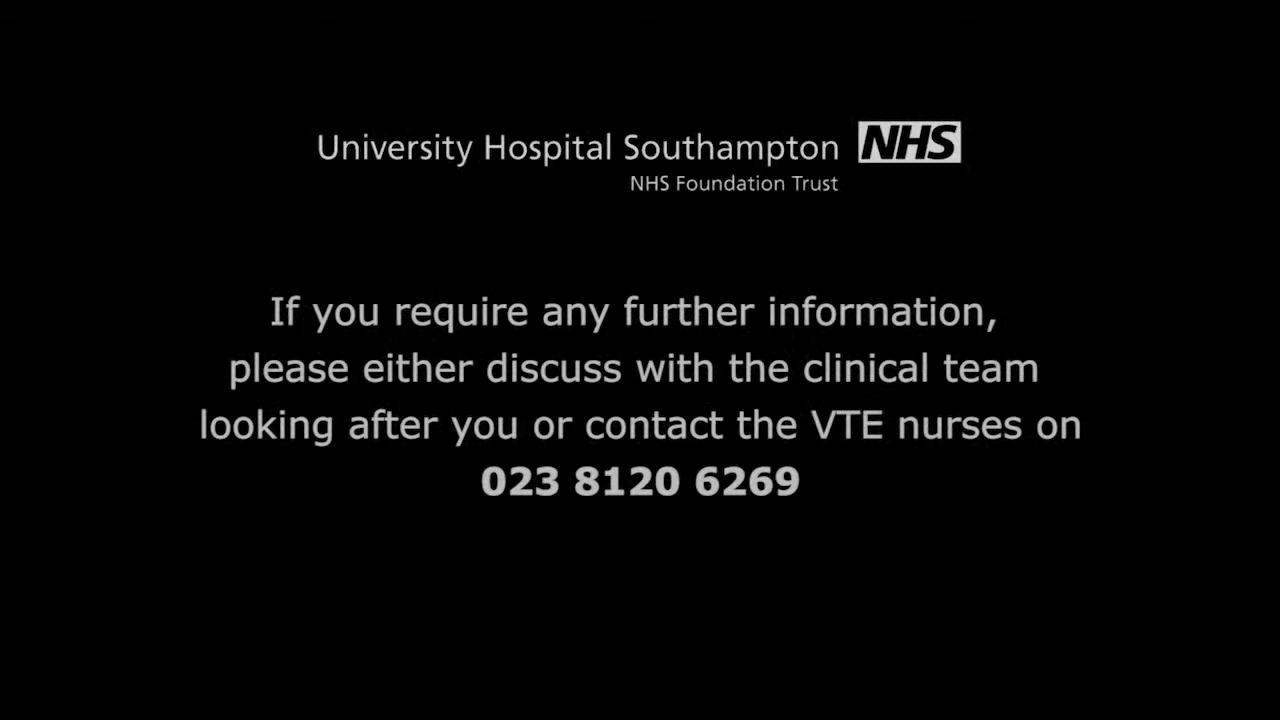 University Hospital Southampton NHS
NHS Foundation Trust
If you require any further information,
please either discuss with the clinical team
looking after you or contact the VTE nurses on
023 8120 6269